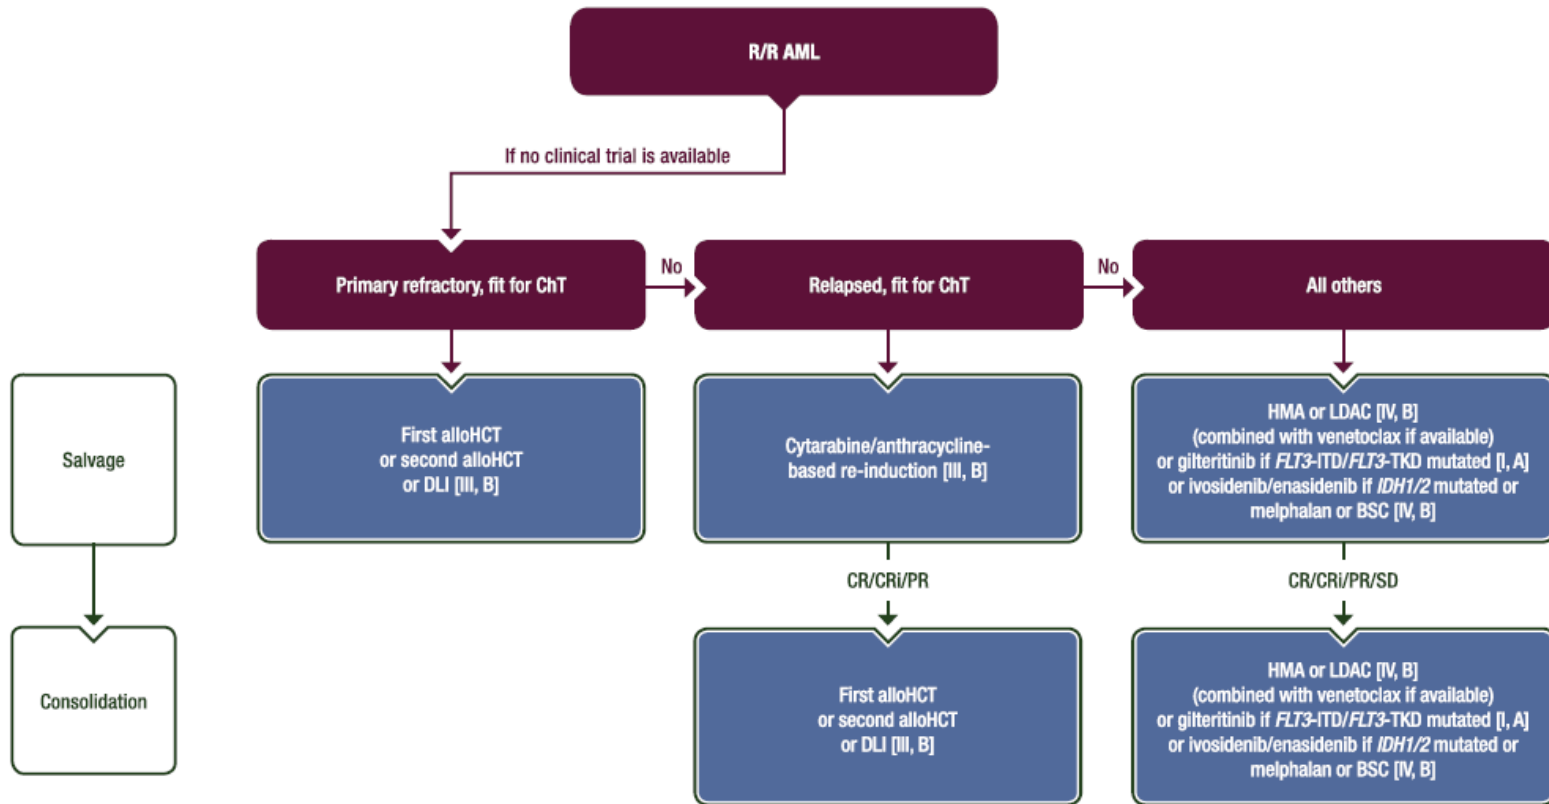 R/R AML
If no clinical trial is available
Primary refractory, fit for ChT
No
Relapsed, fit for ChT
No
All others
Salvage
First alloHCT
or second alloHCT
or DLI [III, B]
Cytarabine/anthracycline-
based re-induction [III, B]
HMA or LDAC [IV, B]
(combined with venetoclax if available)
or gilteritinib if FLT3-ITD/FLT3-TKD mutated [I, A]
or ivosidenib/enasidenib if IDH1/2 mutated or
melphalan or BSC [IV, B]
CR/CRi/PR
CR/CRi/PR/SD
Consolidation
First alloHCT
or second alloHCT
or DLI [III, B]
HMA or LDAC [IV, B]
(combined with venetoclax if available)
or gilteritinib if FLT3-ITD/FLT3-TKD mutated [I, A]
or ivosidenib/enasidenib if IDH1/2 mutated or
melphalan or BSC [IV, B]